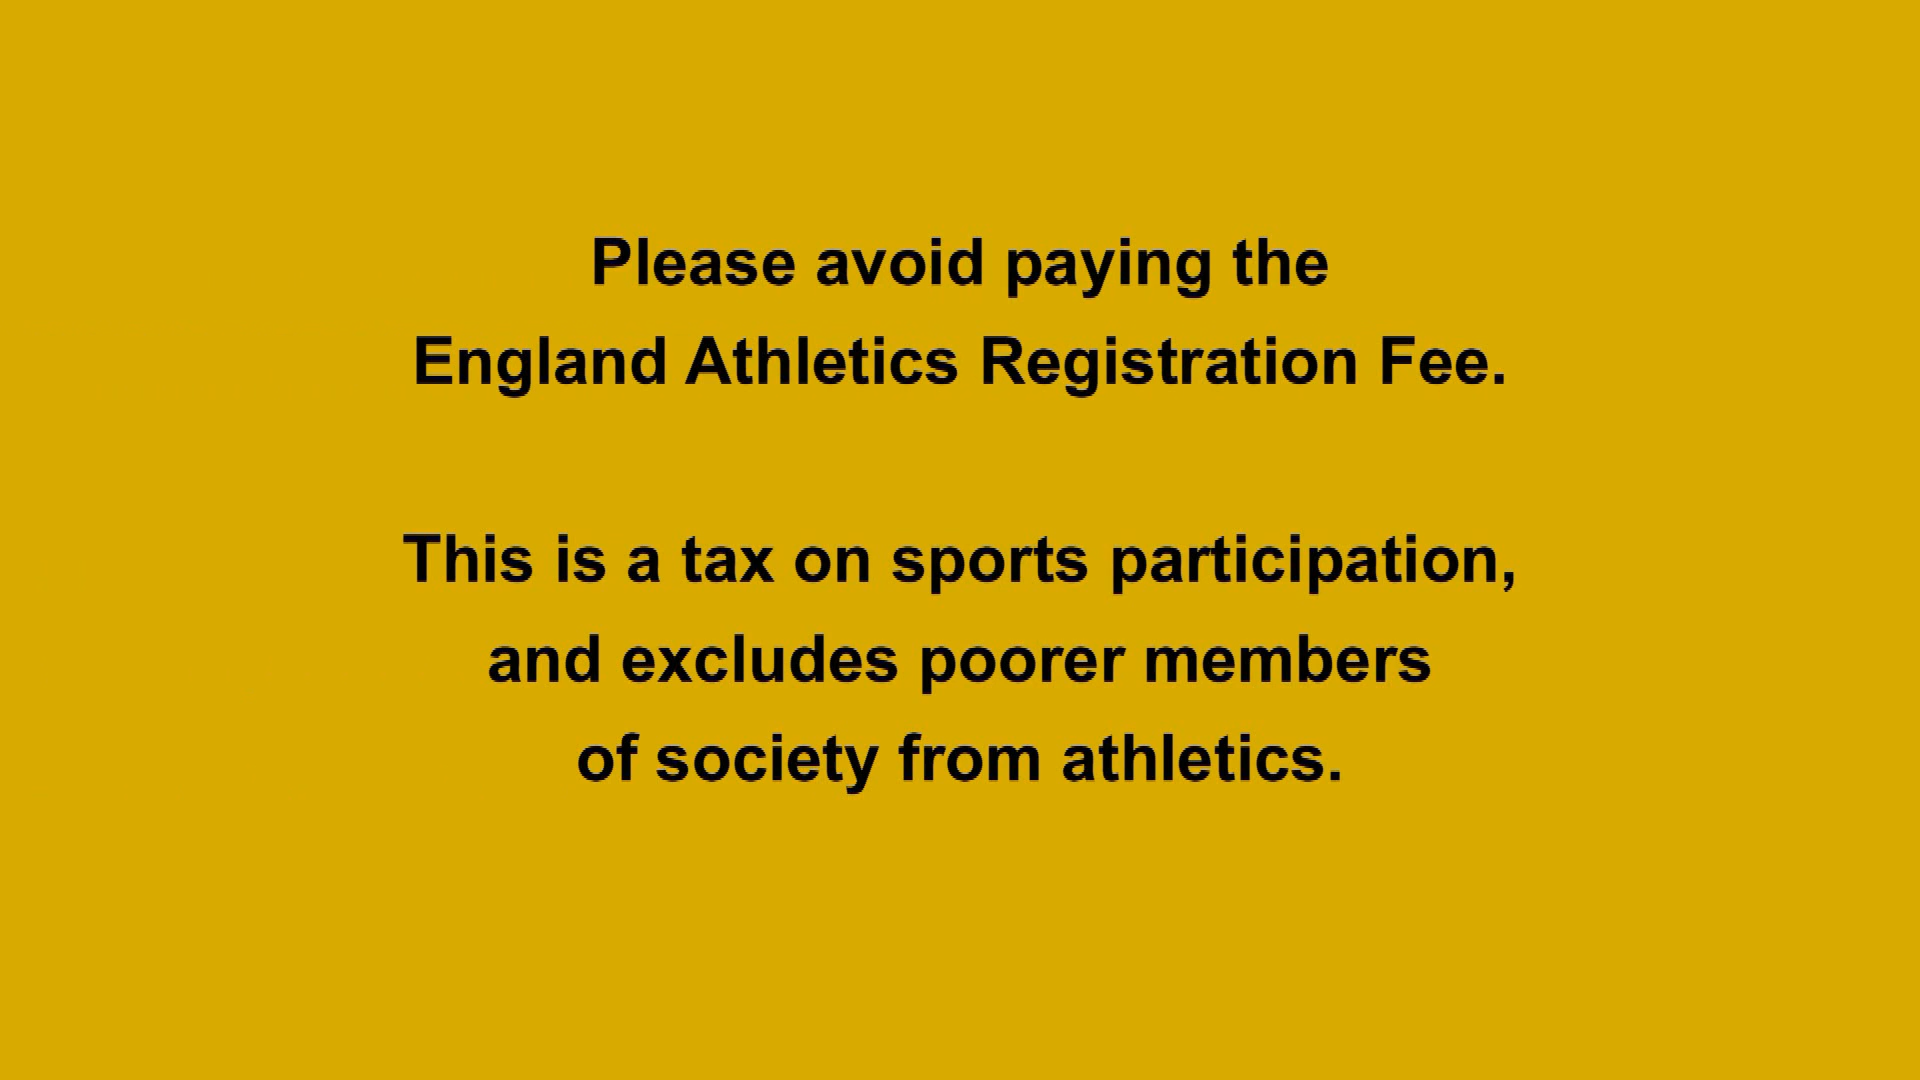 Please avoid paying the
England Athletics Registration Fee.
This is a tax on sports participation,
and excludes poorer members
of society from athletics.